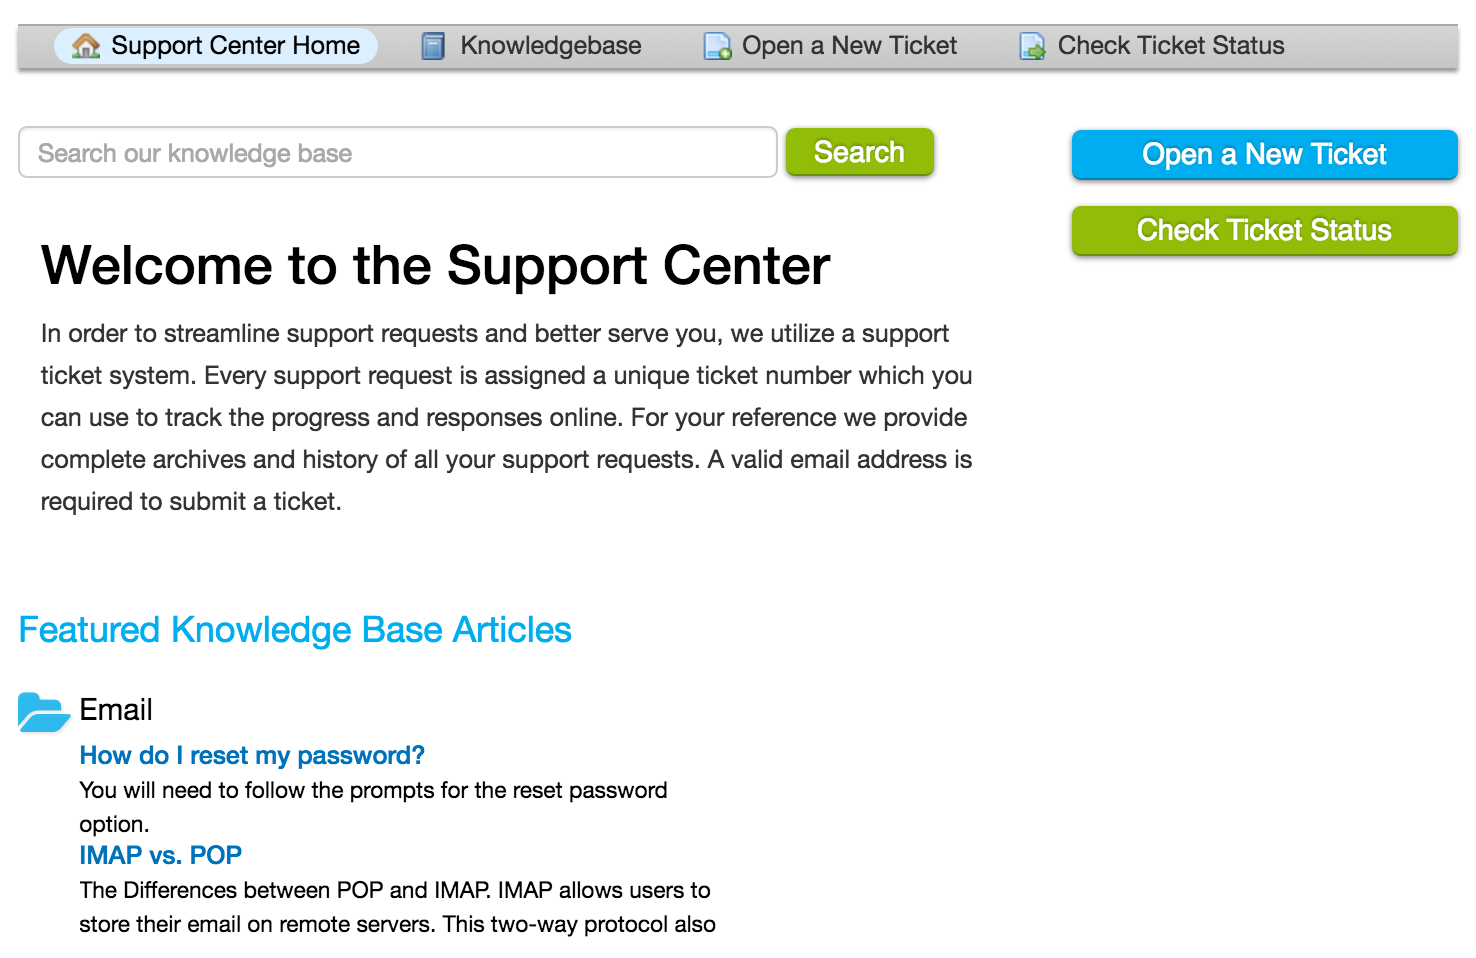 Support Center Home
Knowledgebase
Open a New Ticket
Check Ticket Status
Search our knowledge base
Search
Open a New Ticket
Check Ticket Status
Welcome to the Support Center
In order to streamline support requests and better serve you, we utilize a support
ticket system. Every support request is assigned a unique ticket number which you
can use to track the progress and responses online. For your reference we provide
complete archives and history of all your support requests. A valid email address is
required to submit a ticket.
Featured Knowledge Base Articles
Email
How do I reset my password?
You will need to follow the prompts for the reset password
option.
IMAP vs. POP
The Differences between POP and IMAP. IMAP allows users to
store their email on remote servers. This two-way protocol also